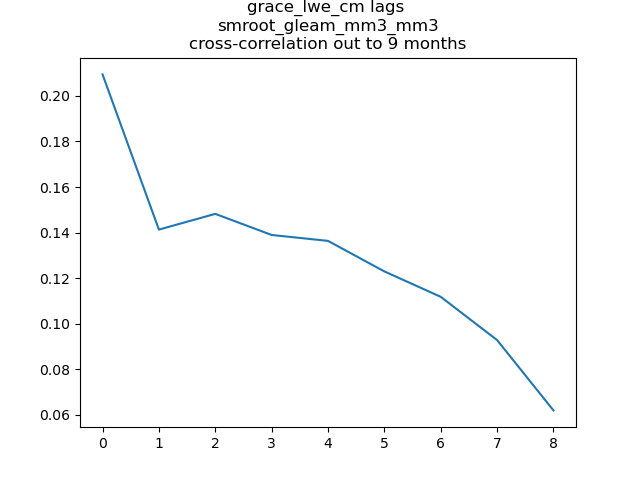 grace_lwe_cm lags
smroot_gleam_mm3_mm3
cross-correlation out to 9 months
0.20
0.18
0.16
0.14
0.12
0.10
0.08
0.06
0 1 2 3 4 5 6 7 8